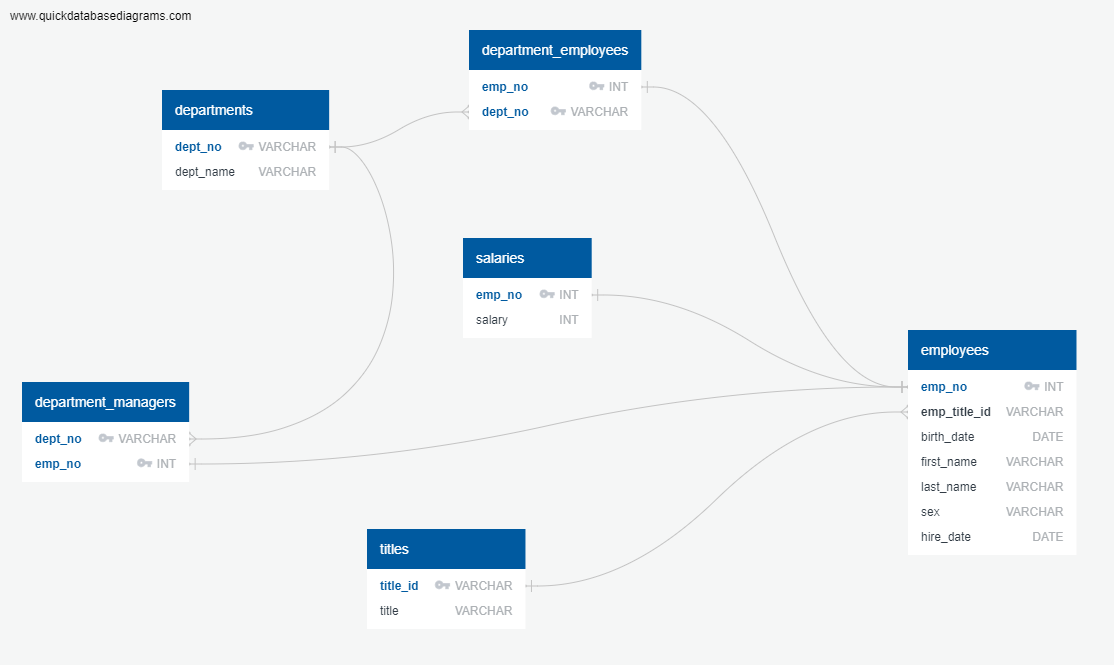 www.quickdatabasediagrams.com
department_employees
emp_no INT
dept_no VARCHAR
departments
dept_no VARCHAR
dept_name VARCHAR
salaries
emp_no INT
salary INT
employees
emp_no INT
emp_title_id VARCHAR
birth_date DATE
first_name VARCHAR
last_name VARCHAR
sex VARCHAR
hire_date DATE
department_managers
dept_no VARCHAR
emp_no INT
titles
title_id VARCHAR
title VARCHAR